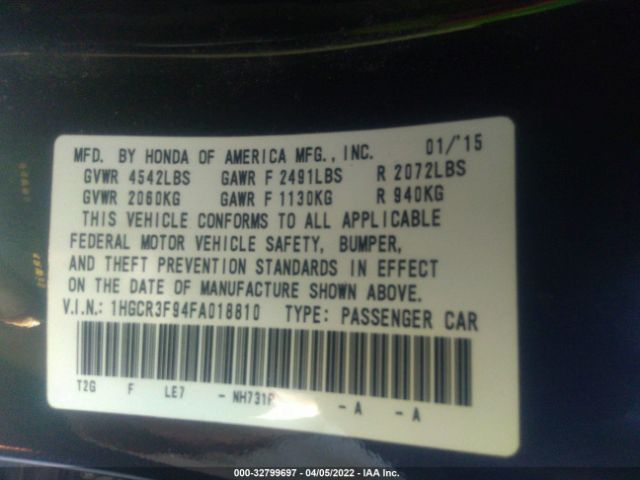 MFD. BY HONDA OF AMERICA MFG., INC. 01/'15
GVWR 4542LBS GAWR F 2491LBS R 2072LBS
GVWR 2060KG GAWR F 1130KG R 940KG
THIS VEHICLE CONFORMS TO ALL APPLICABLE
FEDERAL MOTOR VEHICLE SAFETY, BUMPER,
AND THEFT PREVENTION STANDARDS IN EFFECT
ON THE DATE OF MANUFACTURE SHOWN ABOVE.
V.I.N.: 1HGCR3F94FA018810 TYPE: PASSENGER CAR
T2G F LE7 - NH731P - A - A
000-32799697 - 04/05/2022 - IAA Inc.